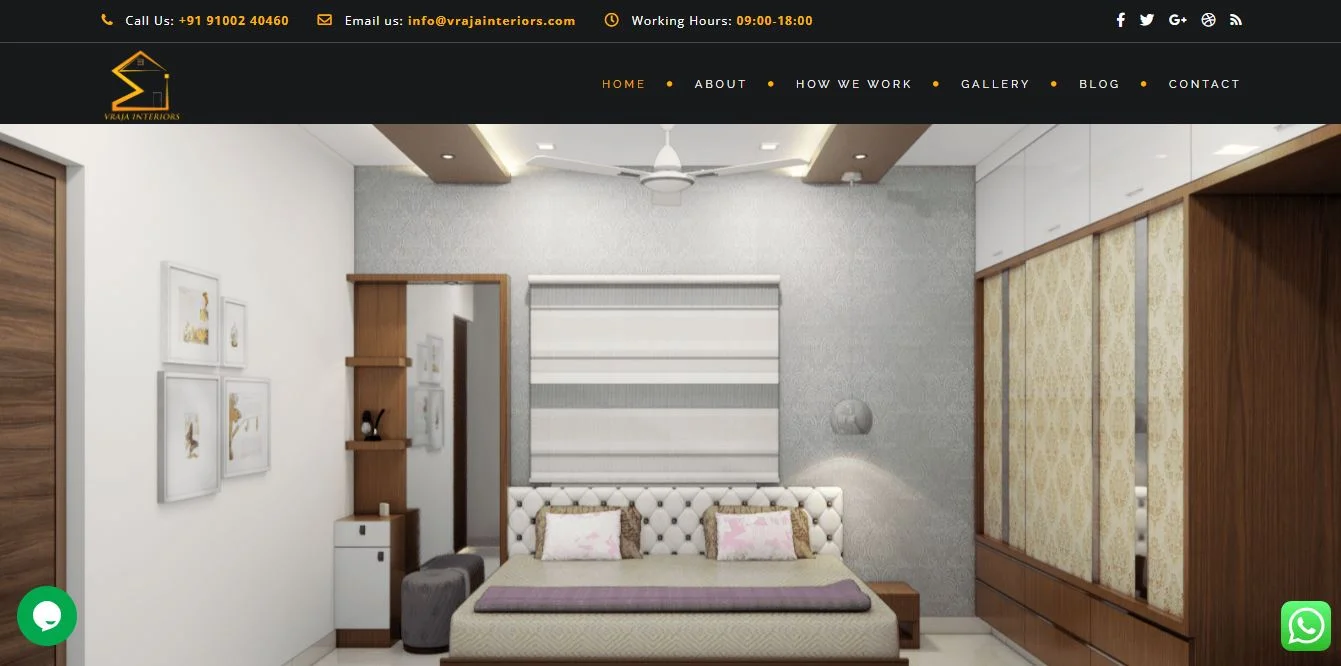 Call Us: +91 91002 40460 Email us: info@vrajainteriors.com Working Hours: 09:00-18:00
VRAJA INTERIORS
HOME ABOUT HOW WE WORK GALLERY BLOG CONTACT